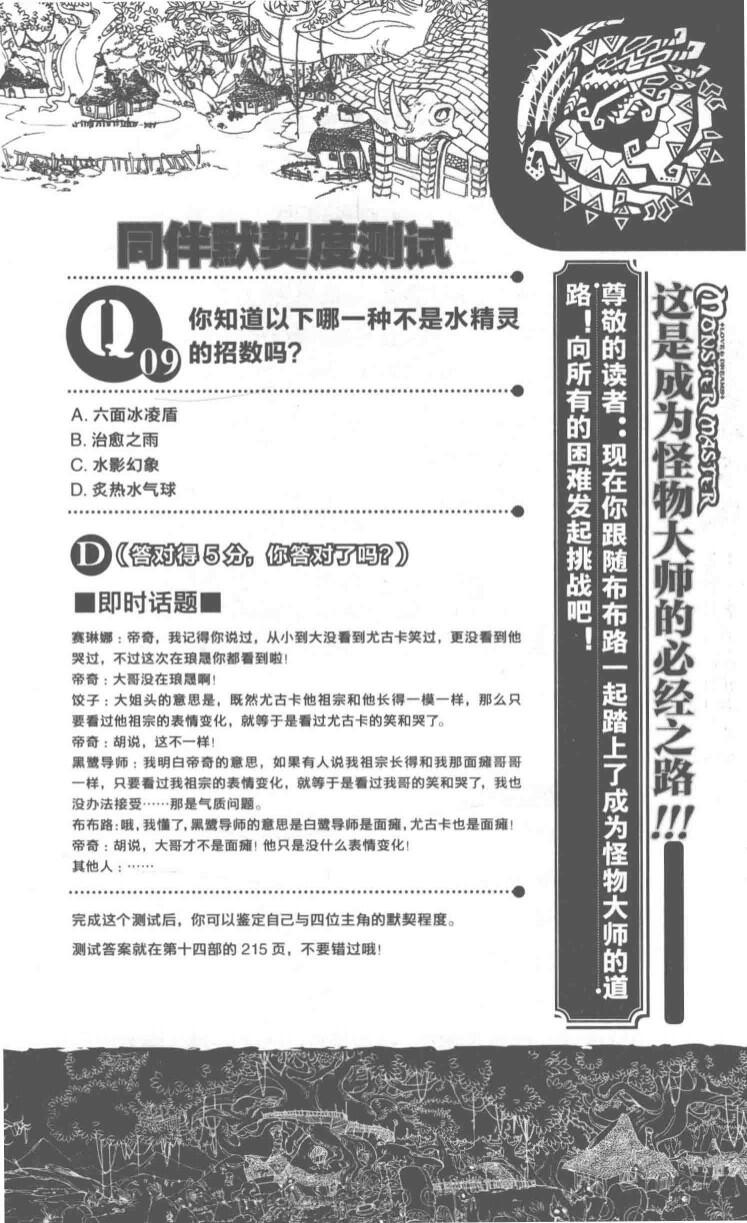 同伴默契度测试
Q09
你知道以下哪一种不是水精灵
的招数吗?
A. 六面冰凌盾
B. 治愈之雨
C. 水影幻象
D. 炙热水气球
D（答对得5分，你答对了吗?）
■即时话题■
赛琳娜：帝奇，我记得你说过，从小到大没看到尤古卡笑过，更没看到他
哭过，不过这次在琅晟你都看到啦！
帝奇：大哥没在琅晟啊！
饺子：大姐头的意思是，既然尤古卡他祖宗和他长得一模一样，那么只
要看过他祖宗的表情变化，就等于是看过尤古卡的笑和哭了。
帝奇：胡说，这不一样！
黑鹭导师：我明白帝奇的意思，如果有人说我祖宗长得和我那面瘫哥哥
一样，只要看过我祖宗的表情变化，就等于是看过我哥的笑和哭了，我也
没办法接受……那是气质问题。
布布路:哦,我懂了,黑鹭导师的意思是白鹭导师是面瘫,尤古卡也是面瘫!
帝奇：胡说，大哥才不是面瘫！他只是没什么表情变化！
其他人：……
完成这个测试后，你可以鉴定自己与四位主角的默契程度。
测试答案就在第十四部的 215 页，不要错过哦！
MONSTER MASTER
★LOVE & DREAMS★
这是成为怪物大师的必经之路!!!
尊敬的读者：现在你跟随布布路一起踏上了成为怪物大师的道
路！向所有的困难发起挑战吧！